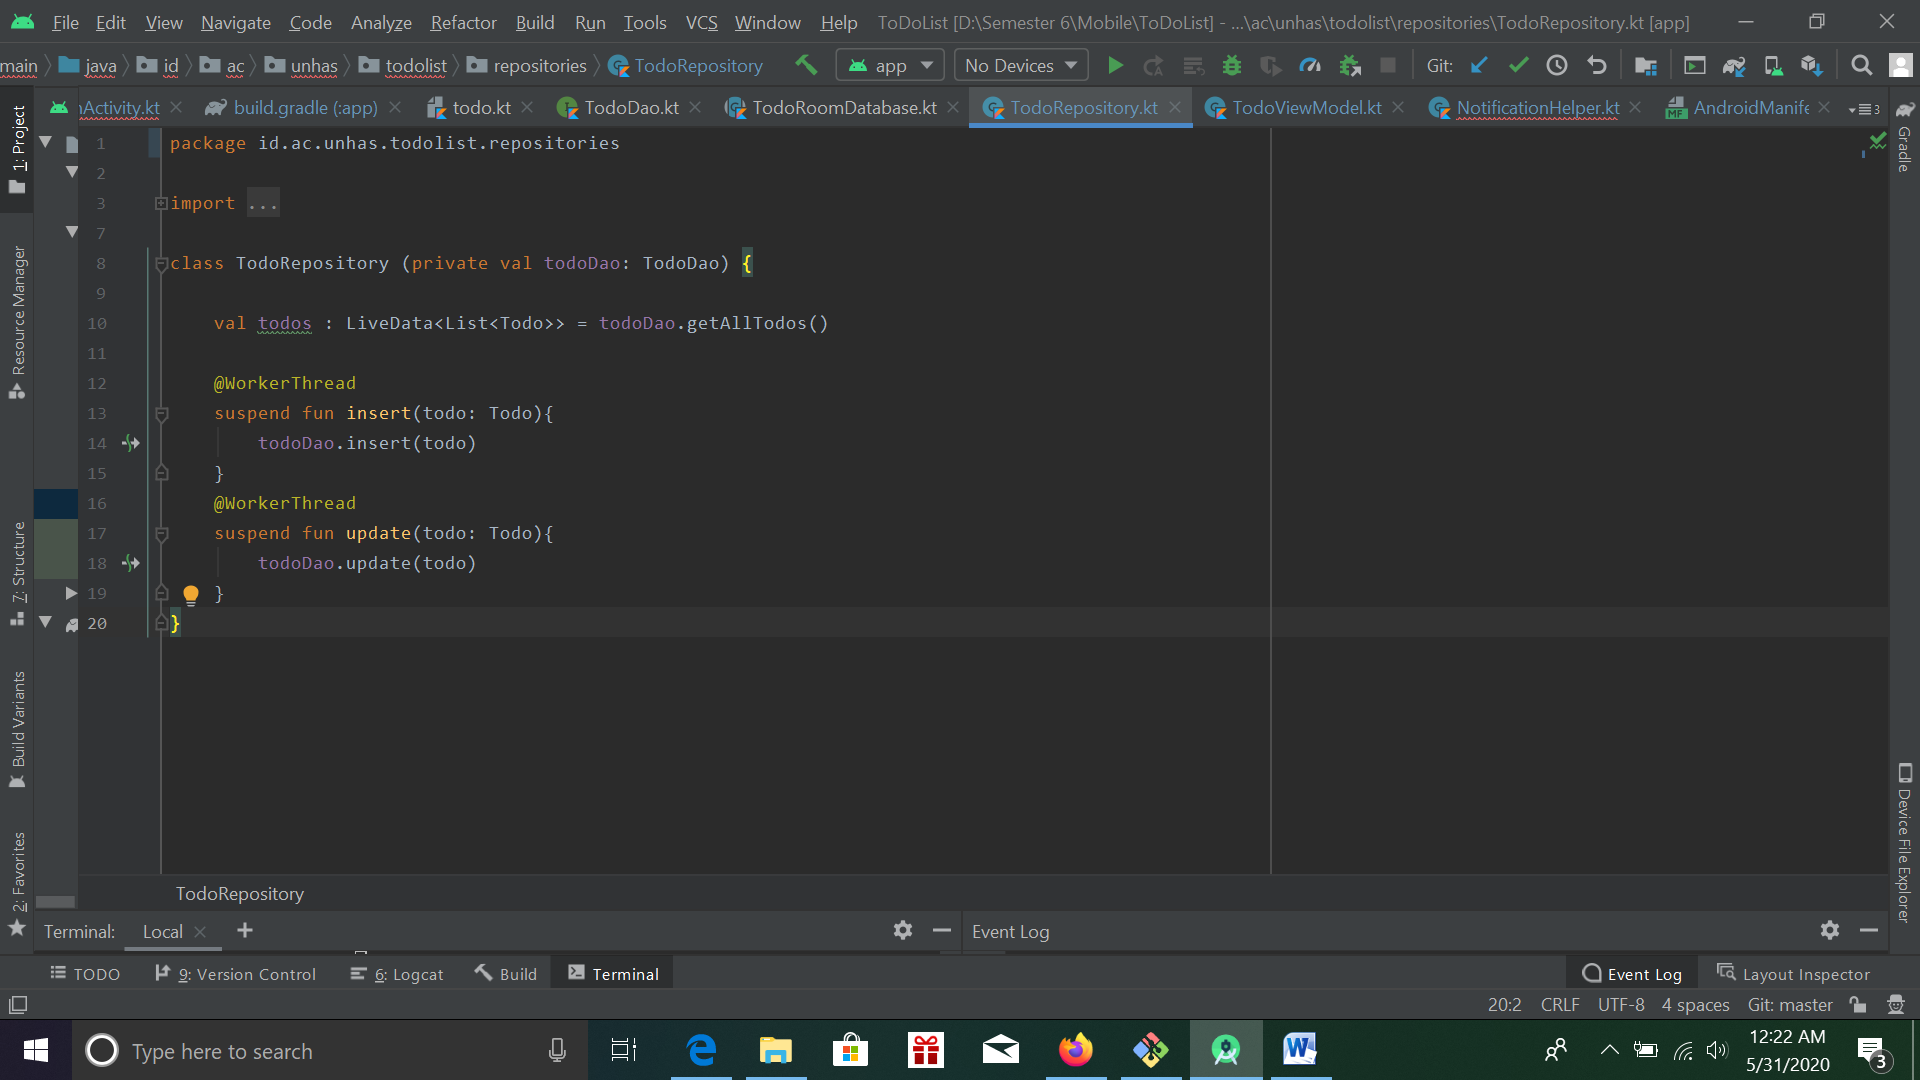 File Edit View Navigate Code Analyze Refactor Build Run Tools VCS Window Help ToDoList [D:\Semester 6\Mobile\ToDoList] - ...\ac\unhas\todolist\repositories\TodoRepository.kt [app]
main java id ac unhas todolist repositories TodoRepository app No Devices Git:
nActivity.kt build.gradle (:app) todo.kt TodoDao.kt TodoRoomDatabase.kt TodoRepository.kt TodoViewModel.kt NotificationHelper.kt AndroidManife 3
1: Project
Resource Manager
7: Structure
Build Variants
2: Favorites
Gradle
Device File Explorer
1 package id.ac.unhas.todolist.repositories
2
3 import ...
7
8 class TodoRepository (private val todoDao: TodoDao) {
9
10 val todos : LiveData<List<Todo>> = todoDao.getAllTodos()
11
12 @WorkerThread
13 suspend fun insert(todo: Todo){
14 todoDao.insert(todo)
15 }
16 @WorkerThread
17 suspend fun update(todo: Todo){
18 todoDao.update(todo)
19 }
20 }
TodoRepository
Terminal: Local + Event Log
TODO 9: Version Control 6: Logcat Build Terminal Event Log Layout Inspector
20:2 CRLF UTF-8 4 spaces Git: master
Type here to search
12:22 AM
5/31/2020
3